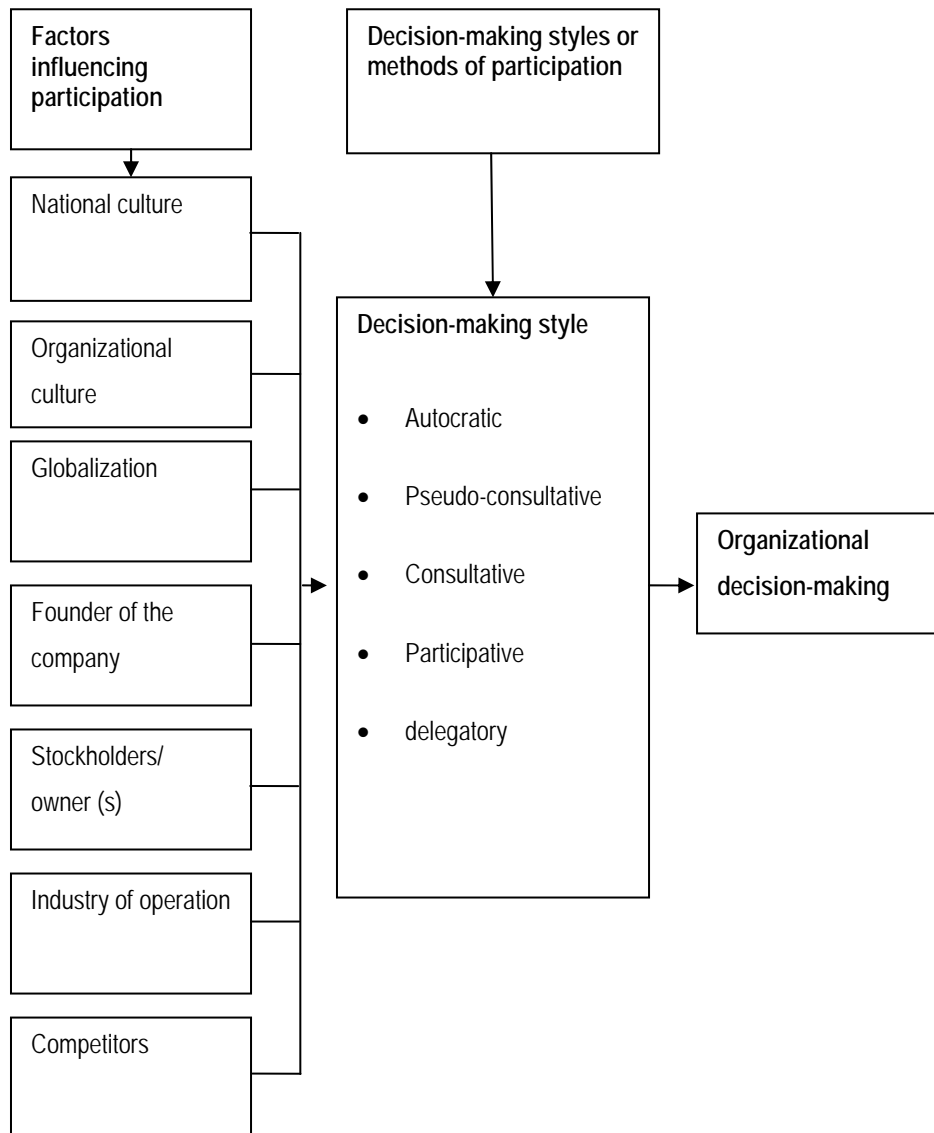 Factors
influencing
participation
Decision-making styles or
methods of participation
National culture
Organizational
culture
Globalization
Founder of the
company
Stockholders/
owner (s)
Industry of operation
Competitors
Decision-making style
• Autocratic
• Pseudo-consultative
• Consultative
• Participative
• delegatory
Organizational
decision-making